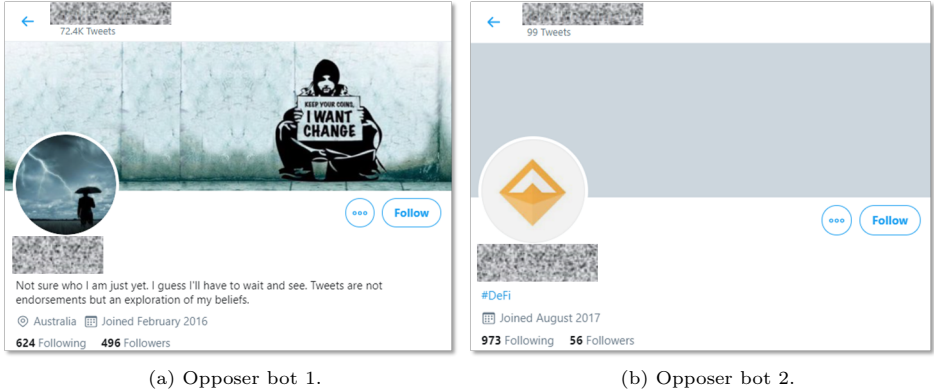 72.4K Tweets
KEEP YOUR COINS,
I WANT
CHANGE
Follow
Not sure who I am just yet. I guess I'll have to wait and see. Tweets are not
endorsements but an exploration of my beliefs.
Australia Joined February 2016
624 Following 496 Followers
(a) Opposer bot 1.
99 Tweets
Follow
#DeFi
Joined August 2017
973 Following 56 Followers
(b) Opposer bot 2.